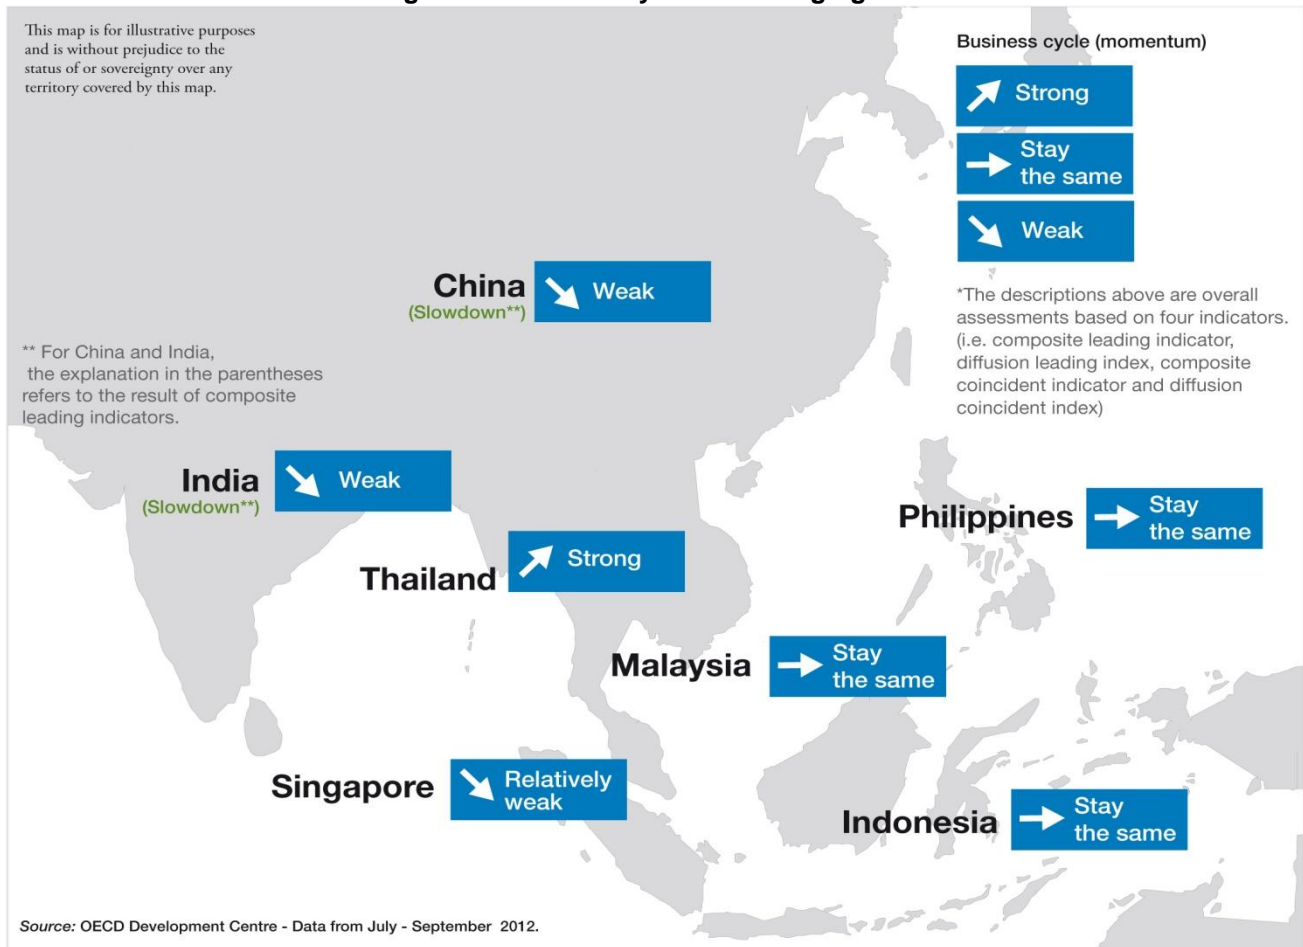 This map is for illustrative purposes
and is without prejudice to the
status of or sovereignty over any
territory covered by this map.
Business cycle (momentum)
Strong
Stay
the same
Weak
*The descriptions above are overall
assessments based on four indicators.
(i.e. composite leading indicator,
diffusion leading index, composite
coincident indicator and diffusion
coincident index)
China
(Slowdown**)
Weak
** For China and India,
the explanation in the parentheses
refers to the result of composite
leading indicators.
India
(Slowdown**)
Weak
Philippines
Stay
the same
Thailand
Strong
Malaysia
Stay
the same
Singapore
Relatively
weak
Indonesia
Stay
the same
Source: OECD Development Centre - Data from July - September 2012.